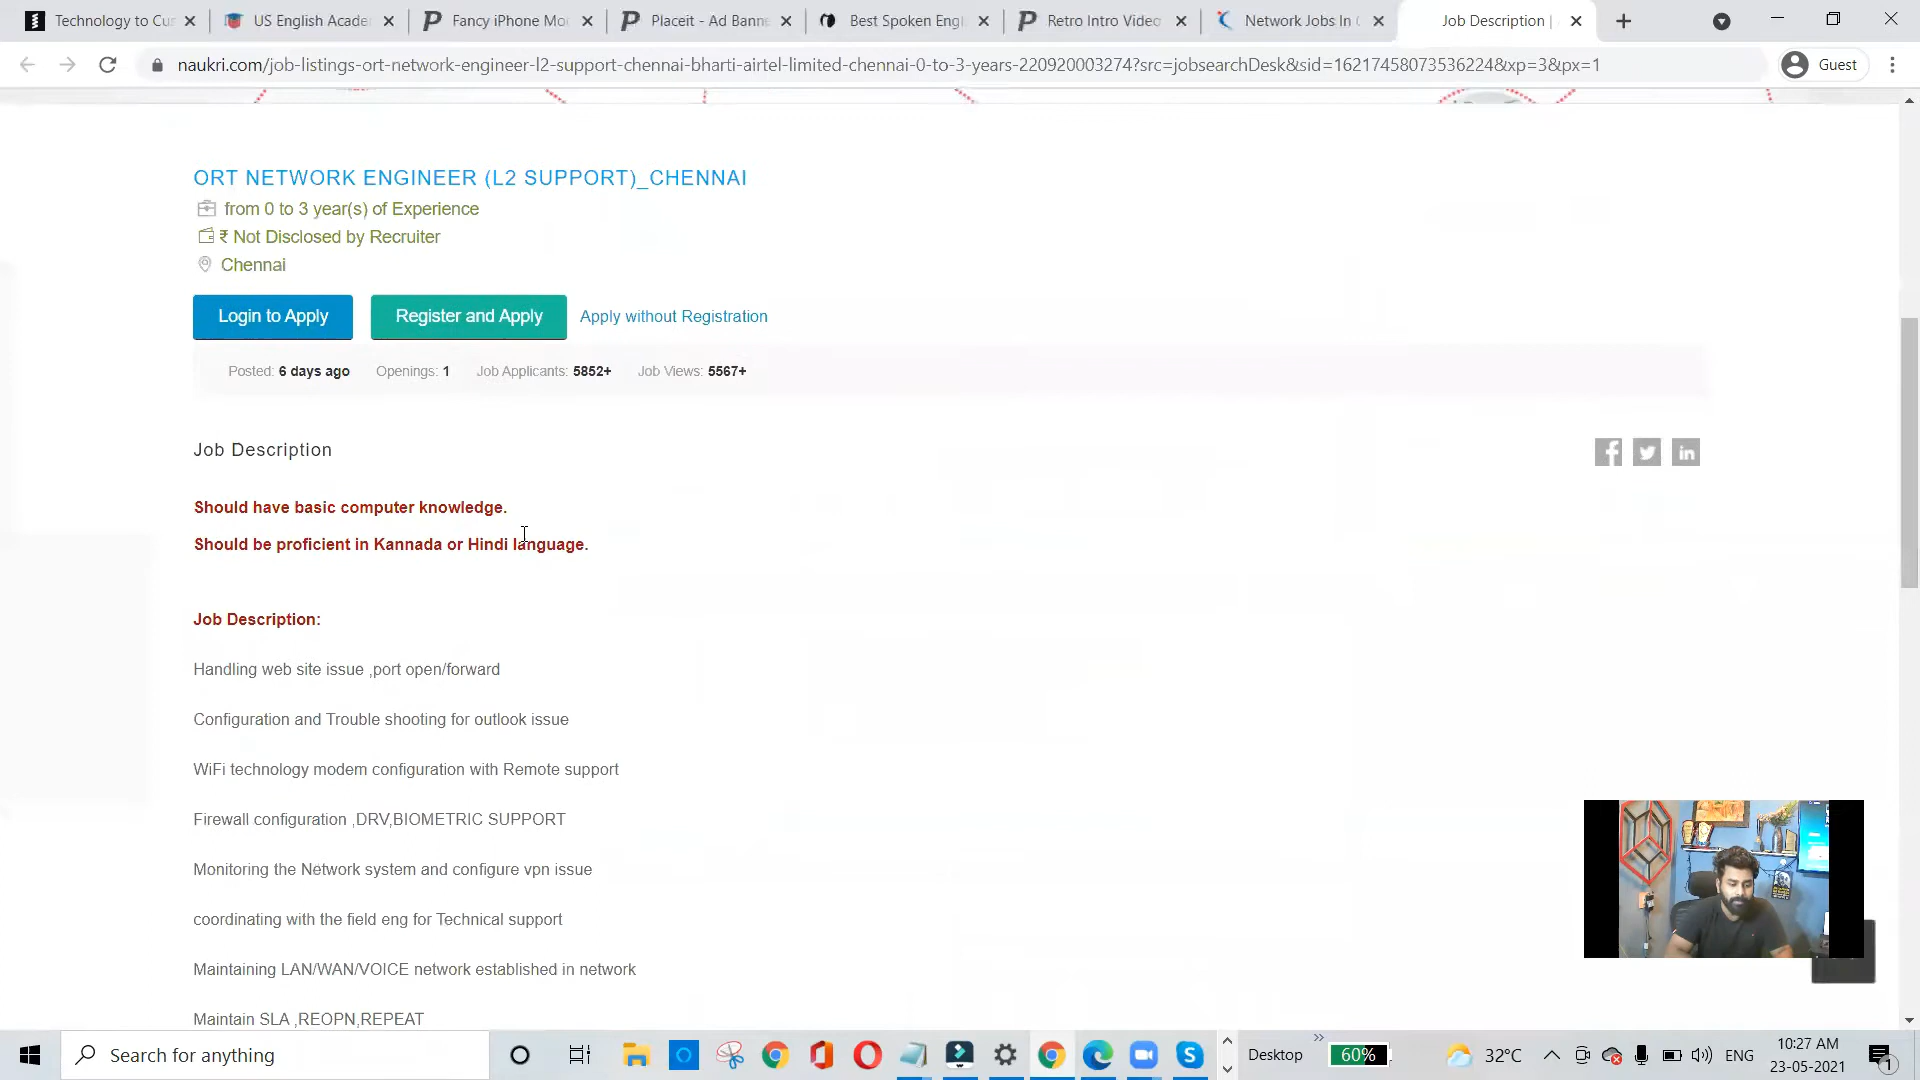 Technology to Cu
US English Acade
Fancy iPhone Mo
Placeit - Ad Bann
Best Spoken Engl
Retro Intro Video
Network Jobs In C
Job Description |
naukri.com/job-listings-ort-network-engineer-l2-support-chennai-bharti-airtel-limited-chennai-0-to-3-years-220920003274?src=jobsearchDesk&sid=16217458073536224&xp=3&px=1
Guest
ORT NETWORK ENGINEER (L2 SUPPORT)_CHENNAI
from 0 to 3 year(s) of Experience
₹ Not Disclosed by Recruiter
Chennai
Login to Apply
Register and Apply
Apply without Registration
Posted: 6 days ago Openings: 1 Job Applicants: 5852+ Job Views: 5567+
Job Description
Should have basic computer knowledge.
Should be proficient in Kannada or Hindi language.
Job Description:
Handling web site issue ,port open/forward
Configuration and Trouble shooting for outlook issue
WiFi technology modem configuration with Remote support
Firewall configuration ,DRV,BIOMETRIC SUPPORT
Monitoring the Network system and configure vpn issue
coordinating with the field eng for Technical support
Maintaining LAN/WAN/VOICE network established in network
Maintain SLA ,REOPN,REPEAT
Search for anything
Desktop
60%
32°C
ENG
10:27 AM
23-05-2021
1